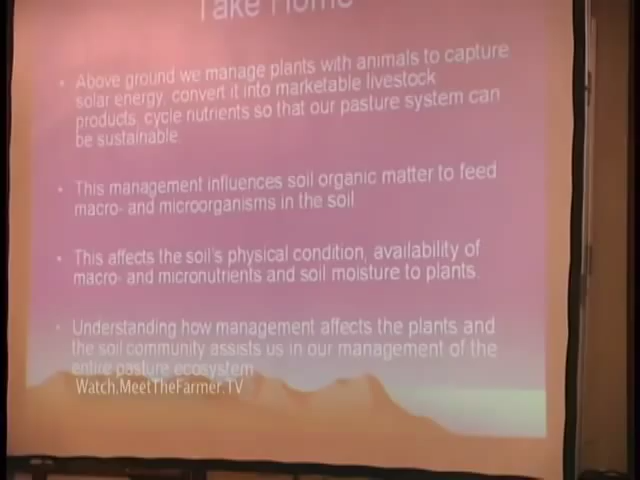 Take Home
• Above ground we manage plants with animals to capture
solar energy, convert it into marketable livestock
products, cycle nutrients so that our pasture system can
be sustainable.
• This management influences soil organic matter to feed
macro- and microorganisms in the soil
• This affects the soil's physical condition, availability of
macro- and micronutrients and soil moisture to plants.
• Understanding how management affects the plants and
the soil community assists us in our management of the
entire pasture ecosystem
Watch.MeetTheFarmer.TV